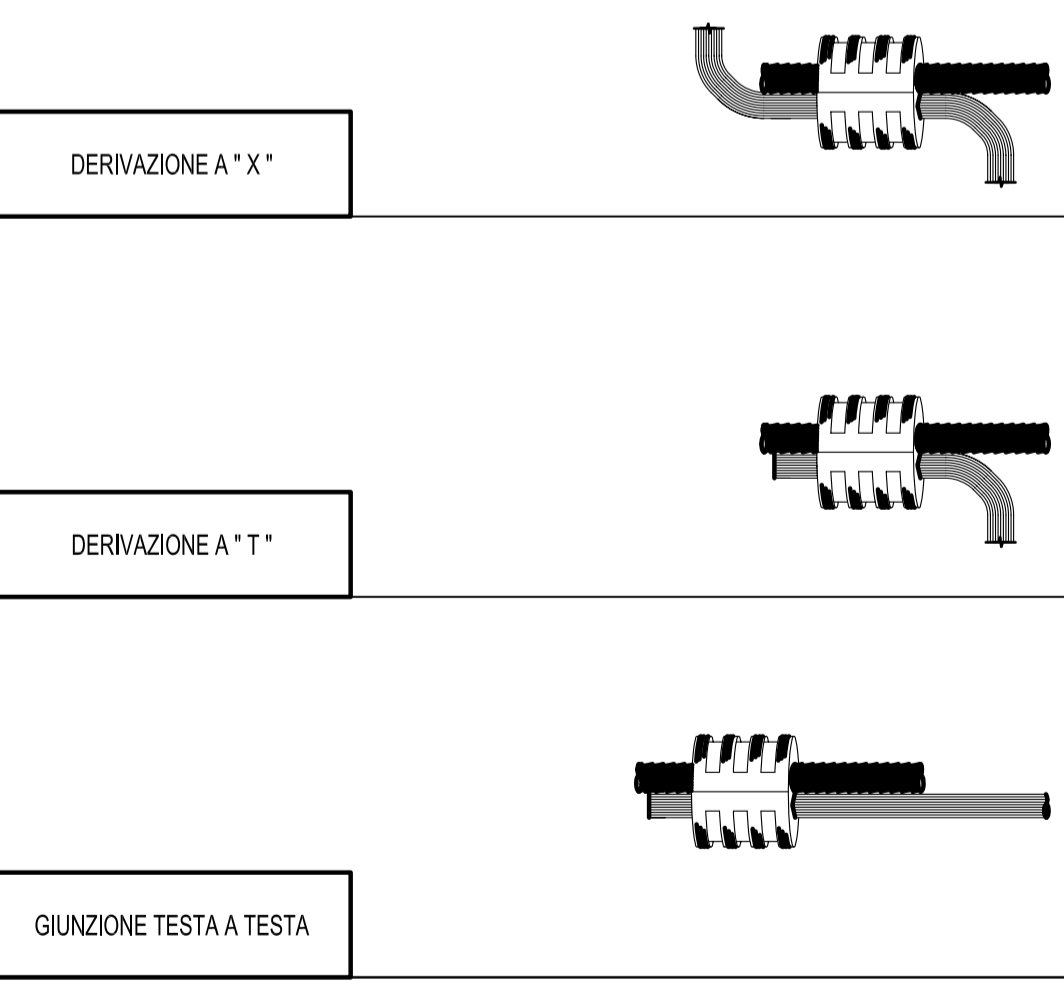 DERIVAZIONE A " X "
DERIVAZIONE A " T "
GIUNZIONE TESTA A TESTA